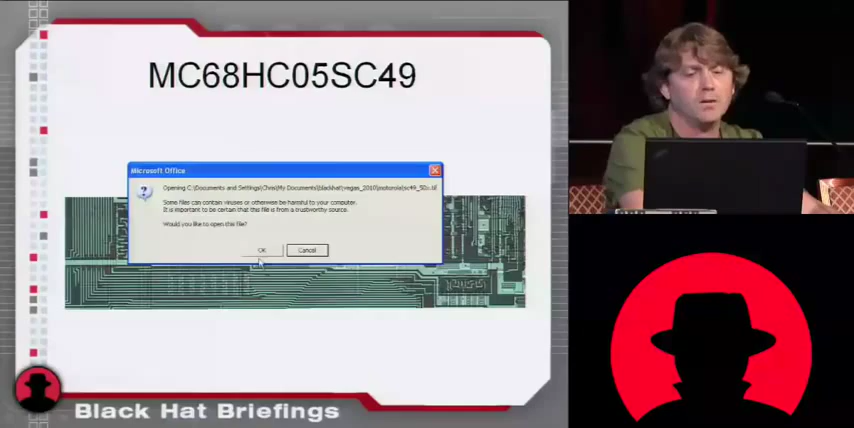 MC68HC05SC49
Microsoft Office
Opening C:\Documents and Settings\Chris\My Documents\blackhat\vegas_2010\motorola\sc49_50x.tif
Some files can contain viruses or otherwise be harmful to your computer.
It is important to be certain that this file is from a trustworthy source.
Would you like to open this file?
OK
Cancel
Black Hat Briefings